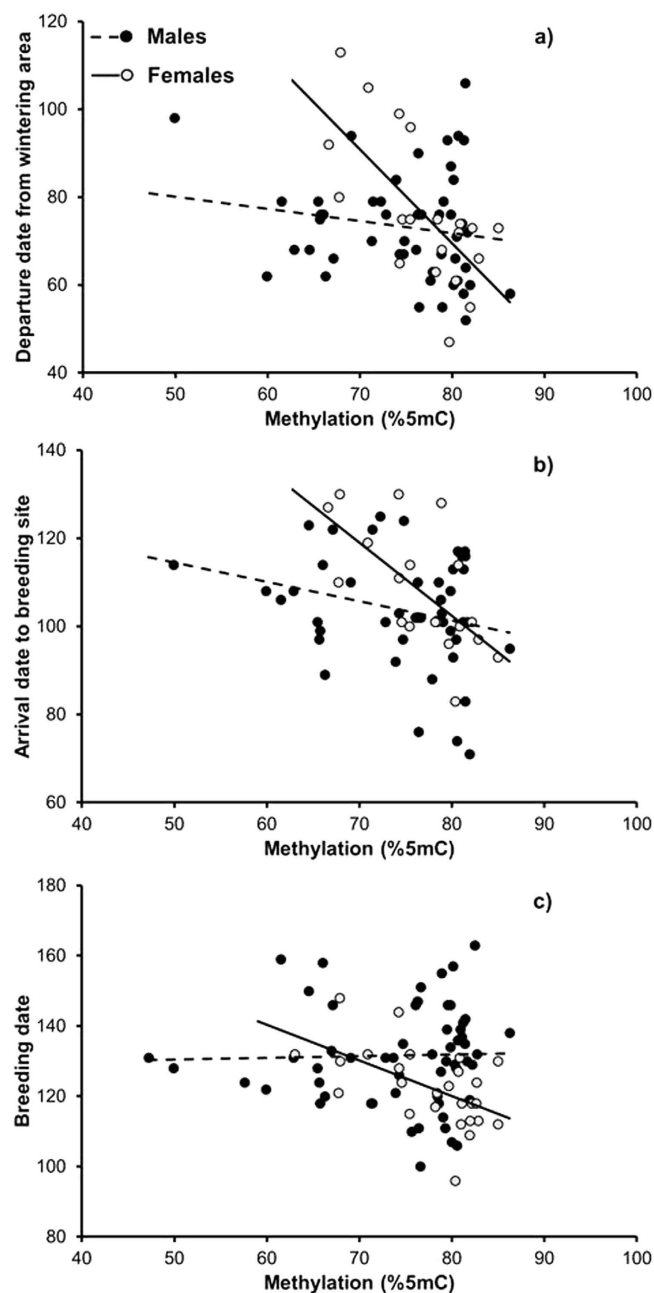 a)
Males
Females
Departure date from wintering area
120
100
80
60
40
40 50 60 70 80 90 100
Methylation (%5mC)
b)
Arrival date to breeding site
140
120
100
80
60
40 50 60 70 80 90 100
Methylation (%5mC)
c)
Breeding date
180
160
140
120
100
80
40 50 60 70 80 90 100
Methylation (%5mC)